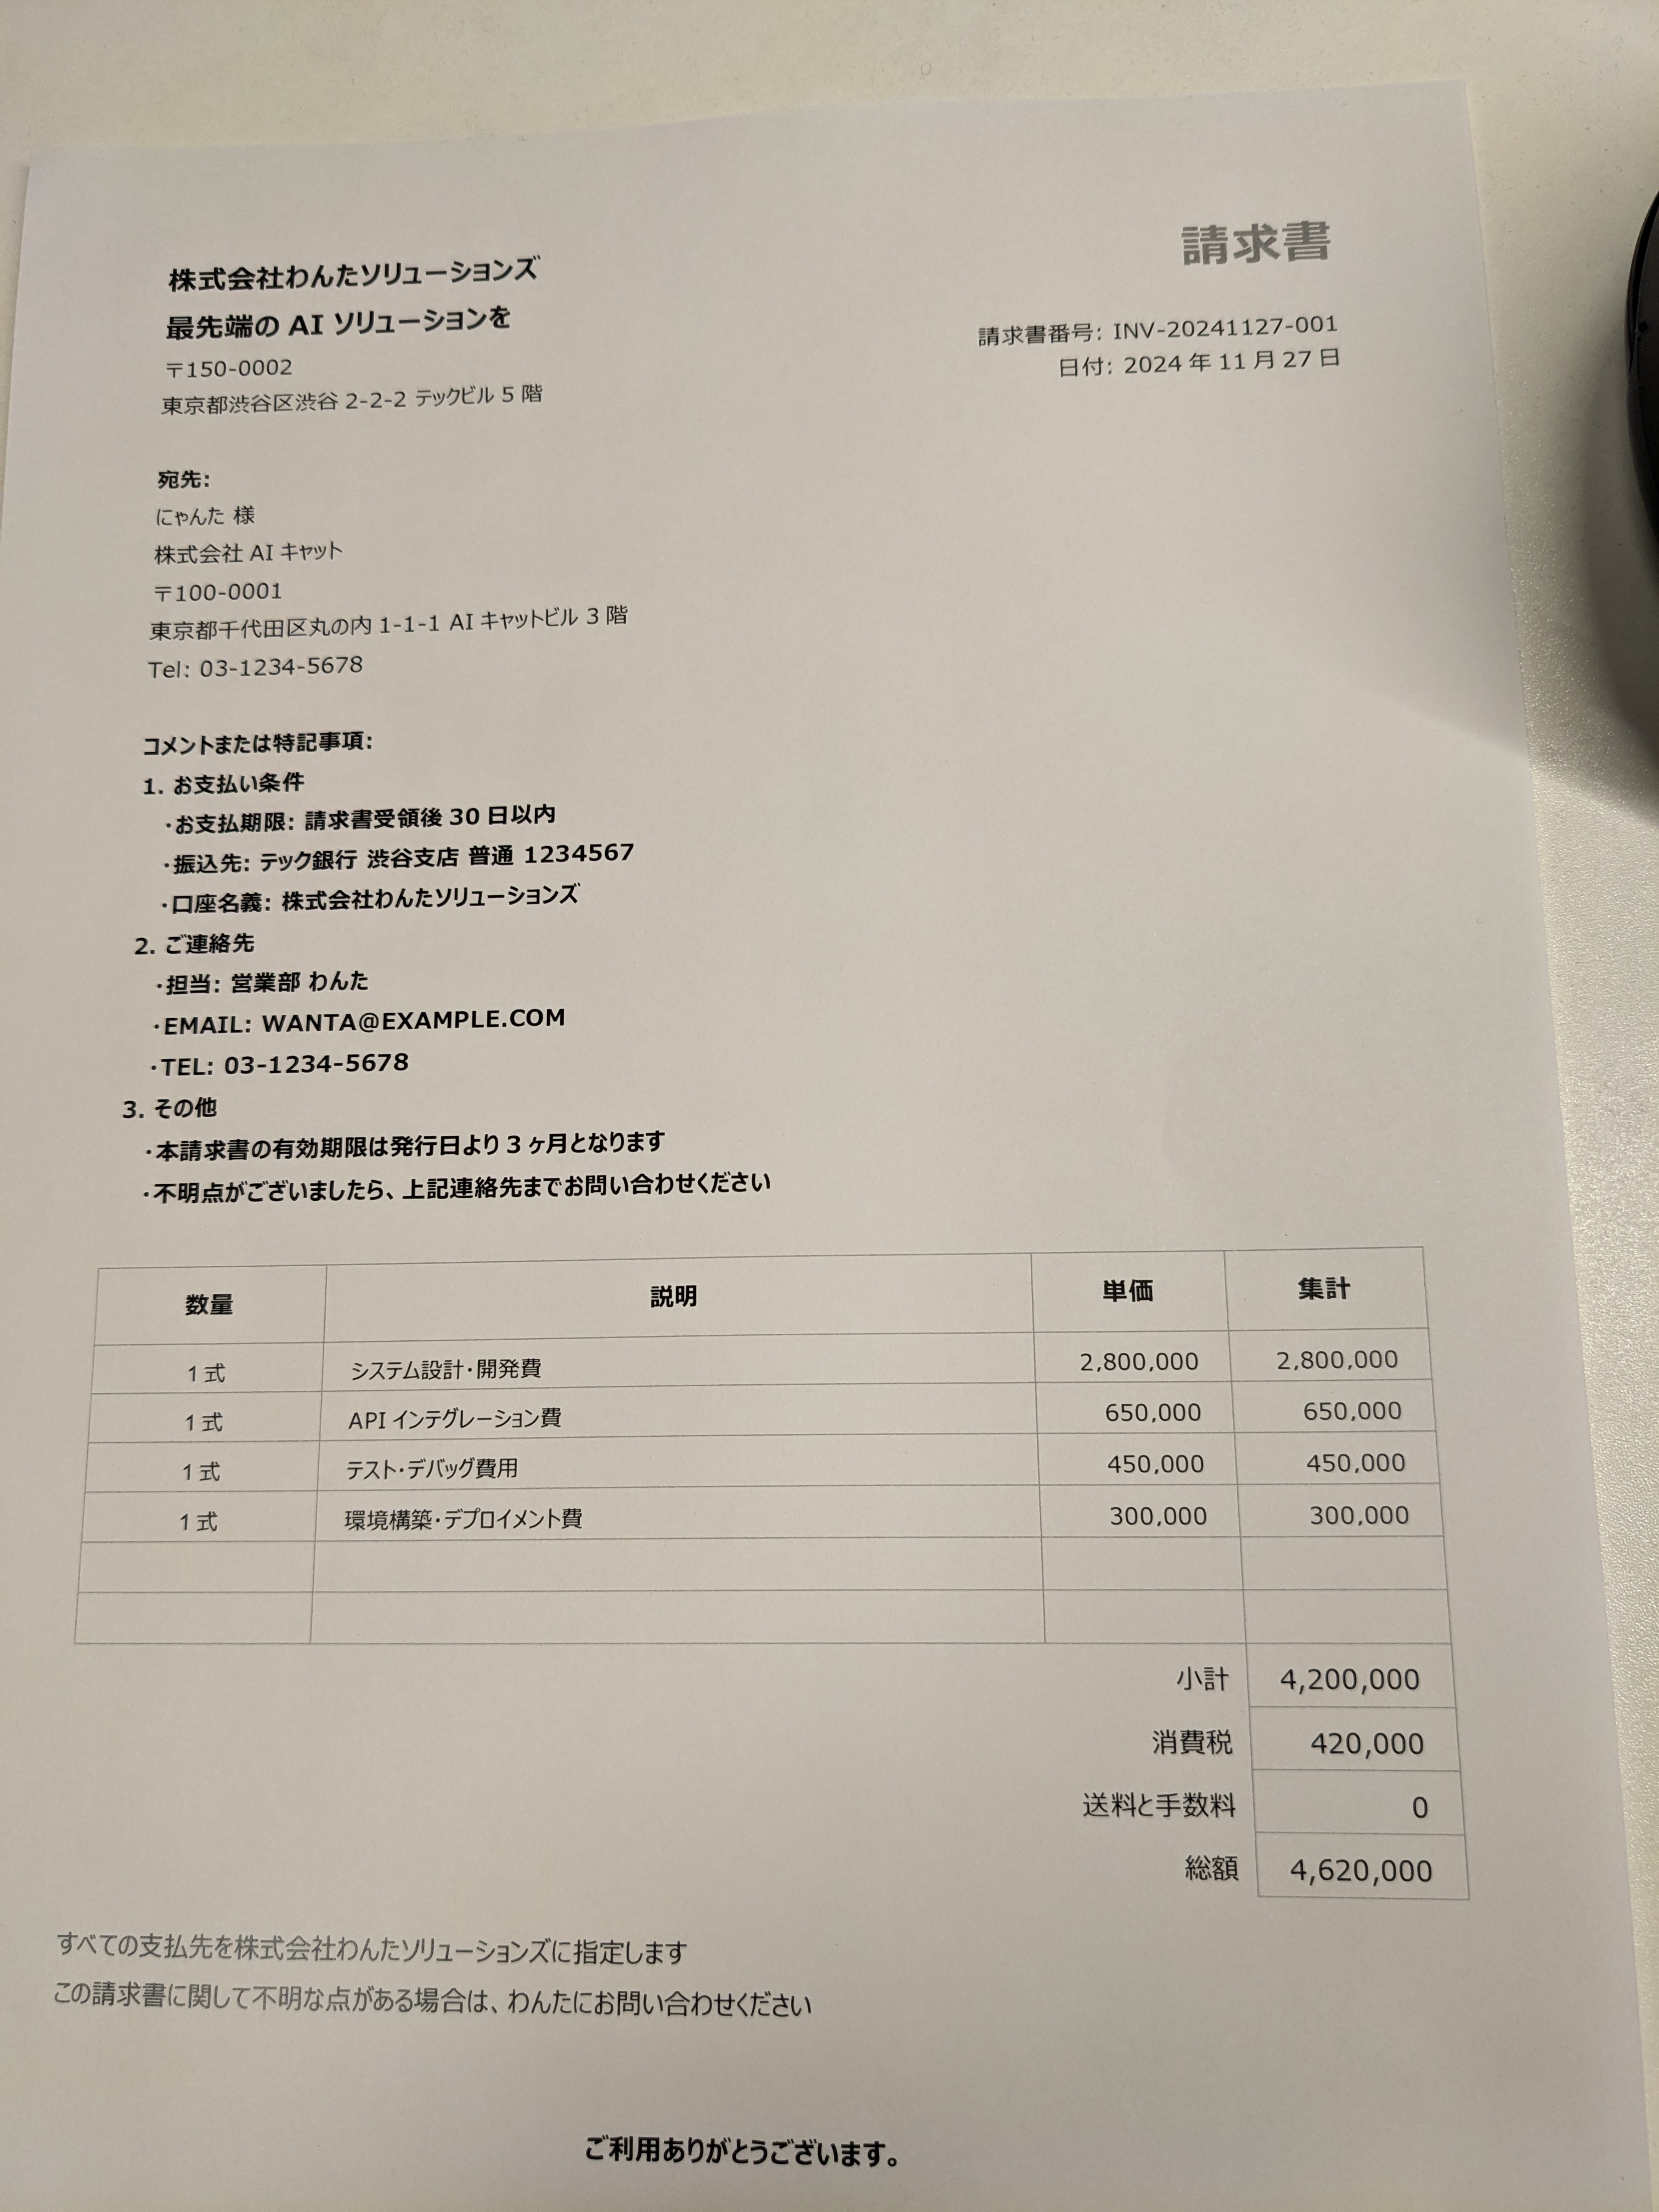 請求書
株式会社わんたソリューションズ
最先端の AI ソリューションを
〒150-0002
東京都渋谷区渋谷 2-2-2 テックビル 5 階
請求書番号: INV-20241127-001
日付: 2024 年 11 月 27 日
宛先:
にゃんた 様
株式会社 AI キャット
〒100-0001
東京都千代田区丸の内 1-1-1 AI キャットビル 3 階
Tel: 03-1234-5678
コメントまたは特記事項:
1. お支払い条件
・お支払期限: 請求書受領後 30 日以内
・振込先: テック銀行 渋谷支店 普通 1234567
・口座名義: 株式会社わんたソリューションズ
2. ご連絡先
・担当: 営業部 わんた
・EMAIL: WANTA@EXAMPLE.COM
・TEL: 03-1234-5678
3. その他
・本請求書の有効期限は発行日より 3 ヶ月となります
・不明点がございましたら、上記連絡先までお問い合わせください
数量 説明 単価 集計
1 式 システム設計・開発費 2,800,000 2,800,000
1 式 API インテグレーション費 650,000 650,000
1 式 テスト・デバッグ費用 450,000 450,000
1 式 環境構築・デプロイメント費 300,000 300,000
小計 4,200,000
消費税 420,000
送料と手数料 0
総額 4,620,000
すべての支払先を株式会社わんたソリューションズに指定します
この請求書に関して不明な点がある場合は、わんたにお問い合わせください
ご利用ありがとうございます。